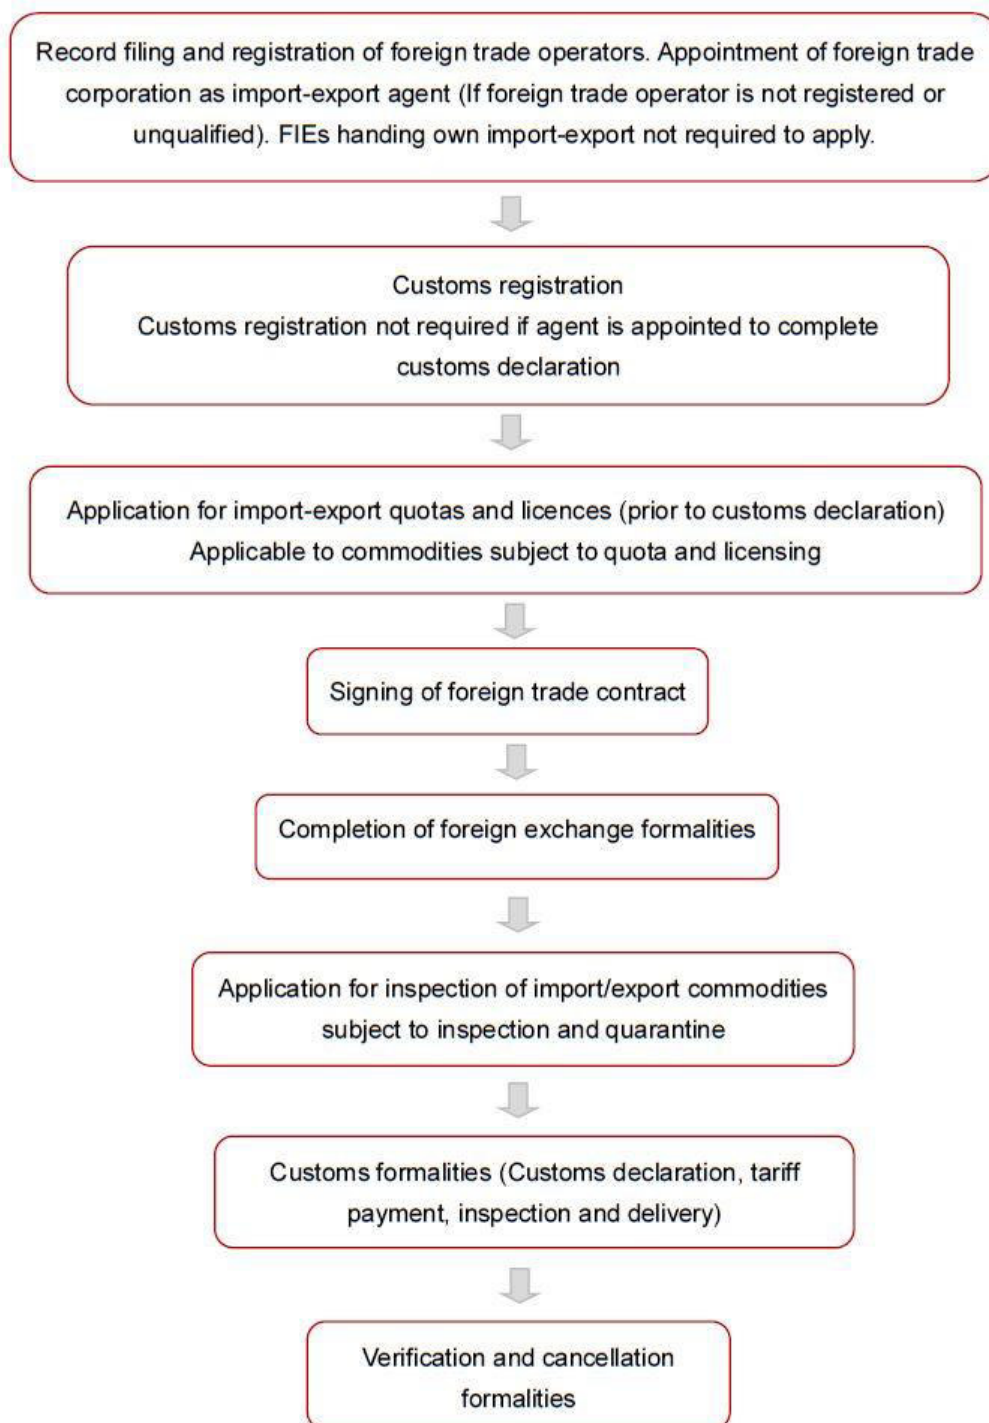 Record filing and registration of foreign trade operators. Appointment of foreign trade
corporation as import-export agent (If foreign trade operator is not registered or
unqualified). FIEs handing own import-export not required to apply.
Customs registration
Customs registration not required if agent is appointed to complete
customs declaration
Application for import-export quotas and licences (prior to customs declaration)
Applicable to commodities subject to quota and licensing
Signing of foreign trade contract
Completion of foreign exchange formalities
Application for inspection of import/export commodities
subject to inspection and quarantine
Customs formalities (Customs declaration, tariff
payment, inspection and delivery)
Verification and cancellation
formalities